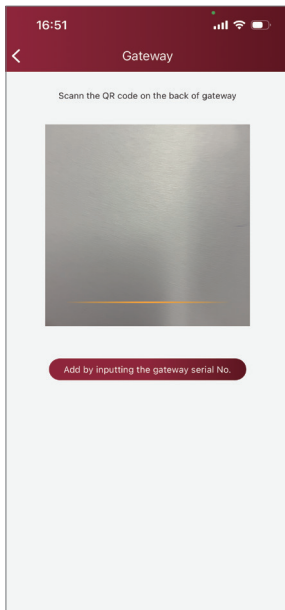 16:51
Gateway
Scann the QR code on the back of gateway
Add by inputting the gateway serial No.